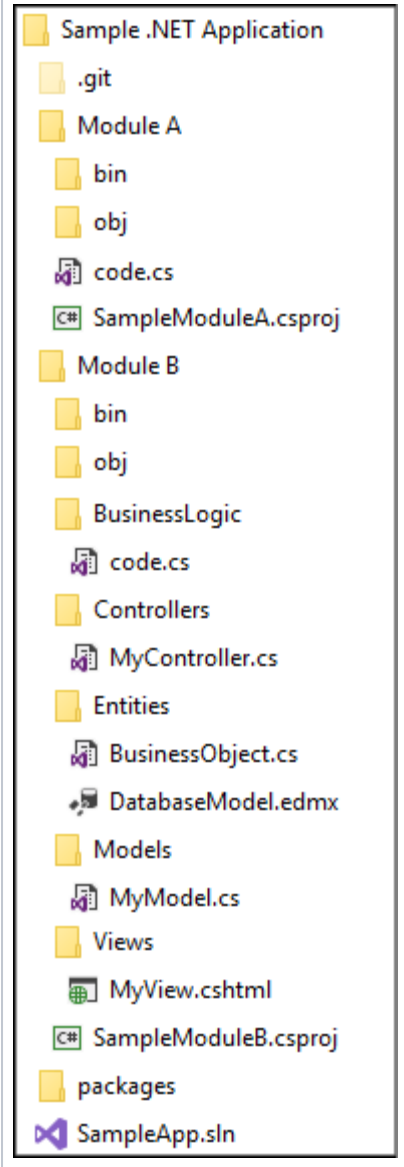 Sample .NET Application
.git
Module A
bin
obj
code.cs
C# SampleModuleA.csproj
Module B
bin
obj
BusinessLogic
code.cs
Controllers
MyController.cs
Entities
BusinessObject.cs
DatabaseModel.edmx
Models
MyModel.cs
Views
MyView.cshtml
C# SampleModuleB.csproj
packages
SampleApp.sln